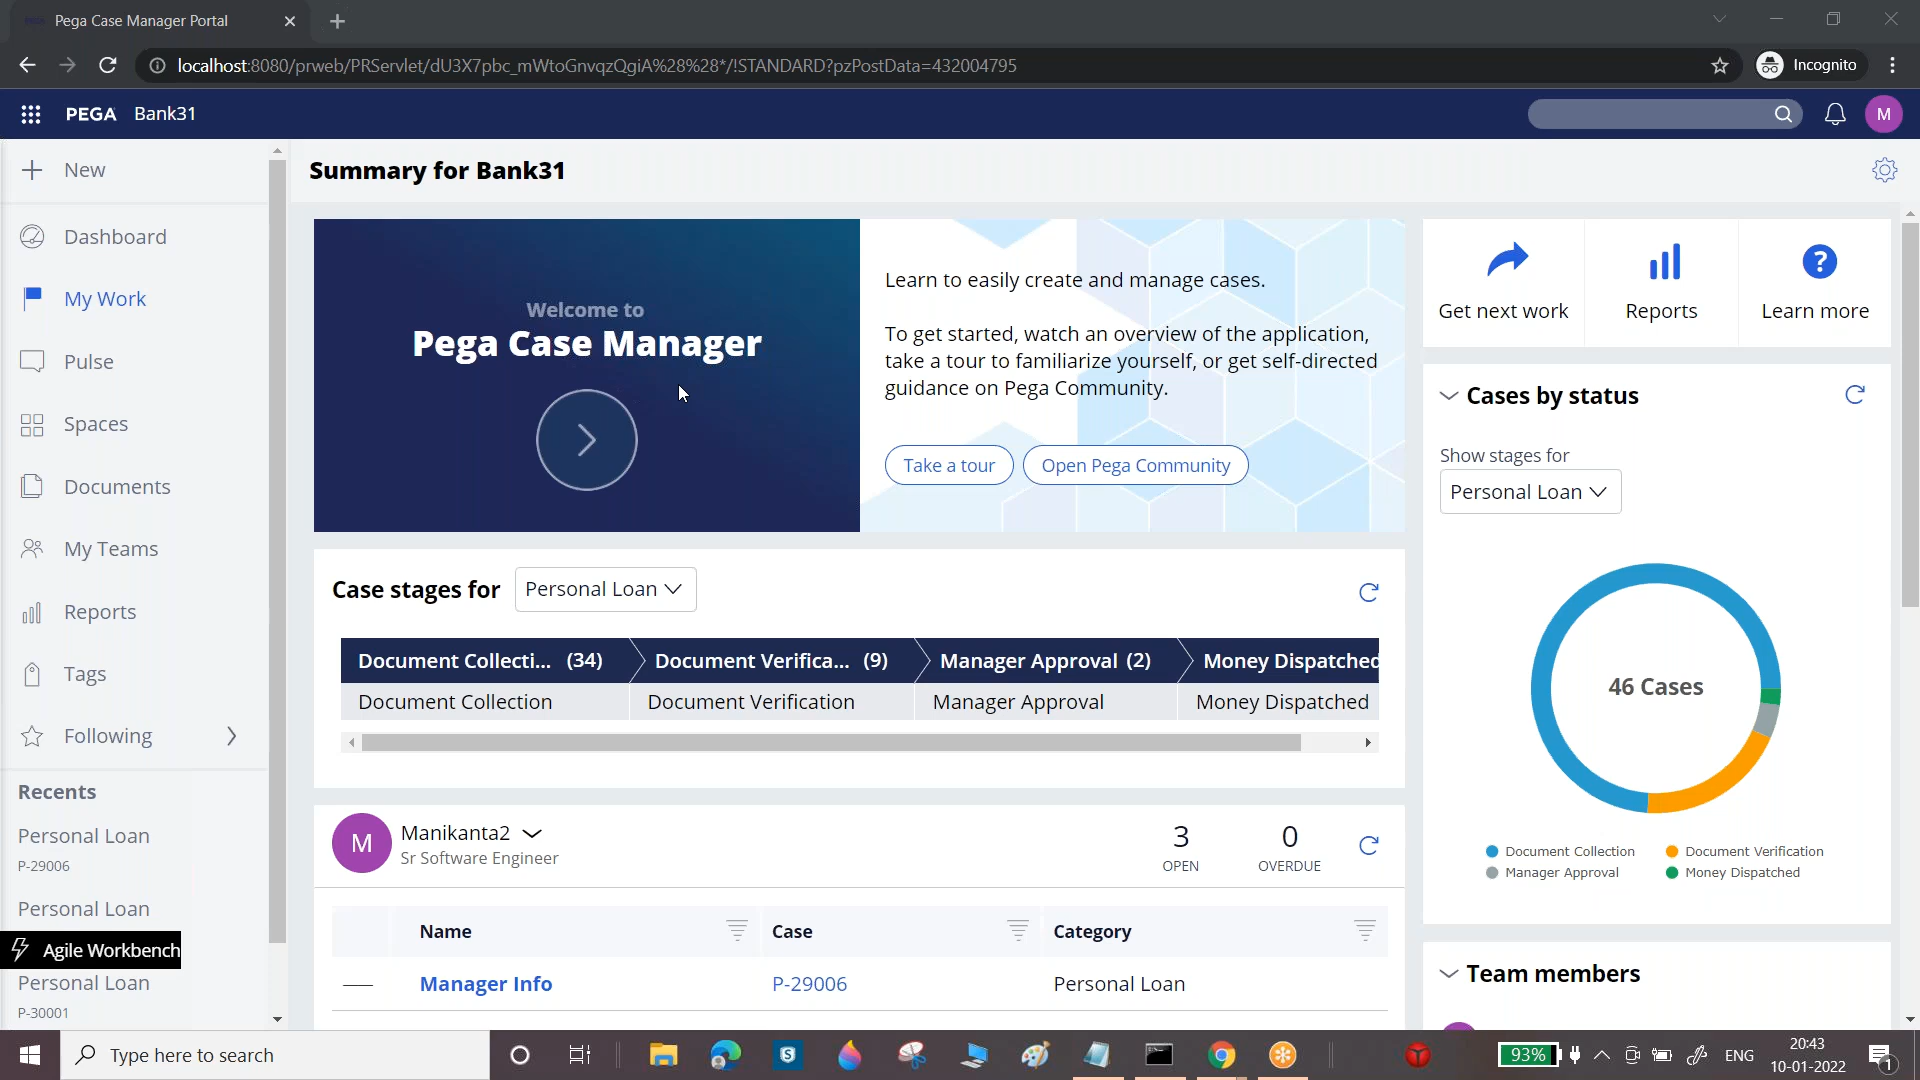 Pega Case Manager Portal
localhost:8080/prweb/PRServlet/dU3X7pbc_mWtoGnvqzQgiA%28%28*/!STANDARD?pzPostData=432004795
Incognito
PEGA Bank31
M
New
Dashboard
My Work
Pulse
Spaces
Documents
My Teams
Reports
Tags
Following
Recents
Personal Loan
P-29006
Personal Loan
Agile Workbench
Personal Loan
P-30001
Summary for Bank31
Welcome to
Pega Case Manager
Learn to easily create and manage cases.
To get started, watch an overview of the application,
take a tour to familiarize yourself, or get self-directed
guidance on Pega Community.
Take a tour
Open Pega Community
Get next work
Reports
?
Learn more
Case stages for Personal Loan
Document Collecti... (34) Document Verifica... (9) Manager Approval (2) Money Dispatched
Document Collection Document Verification Manager Approval Money Dispatched
M
Manikanta2
Sr Software Engineer
3
OPEN
0
OVERDUE
Name Case Category
Manager Info P-29006 Personal Loan
Cases by status
Show stages for
Personal Loan
46 Cases
Document Collection Document Verification
Manager Approval Money Dispatched
Team members
Type here to search
S
93%
ENG
20:43
10-01-2022
1